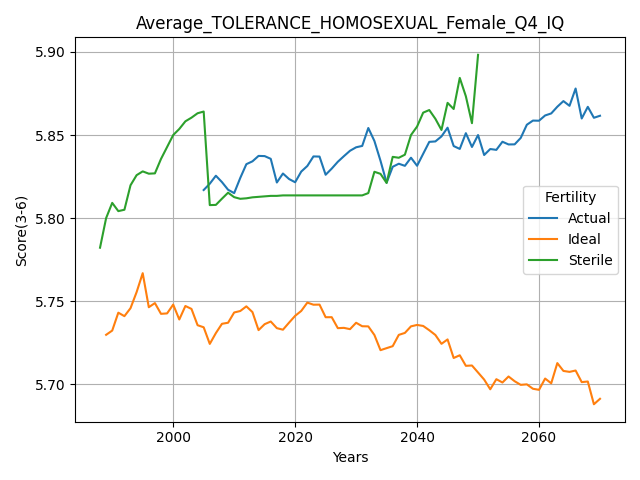 Average_TOLERANCE_HOMOSEXUAL_Female_Q4_IQ
5.90
5.85
5.80
5.75
5.70
Score(3-6)
Fertility
Actual
Ideal
Sterile
2000
2020
2040
2060
Years